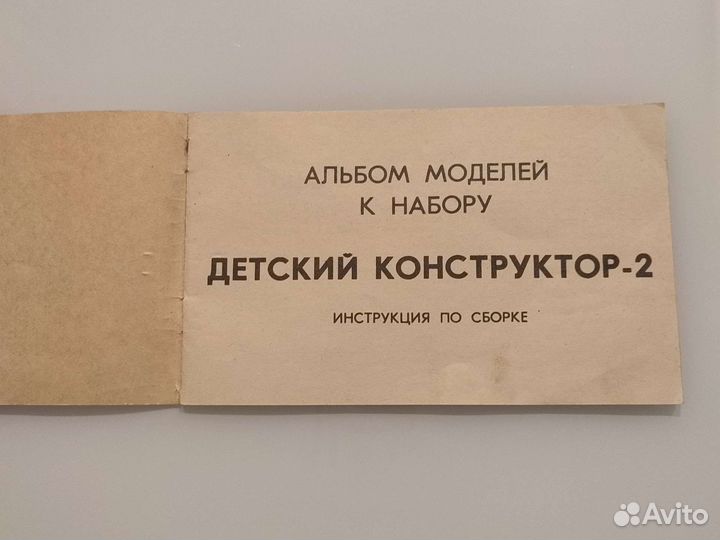 АЛЬБОМ МОДЕЛЕЙ
К НАБОРУ
ДЕТСКИЙ КОНСТРУКТОР-2
ИНСТРУКЦИЯ ПО СБОРКЕ
Avito